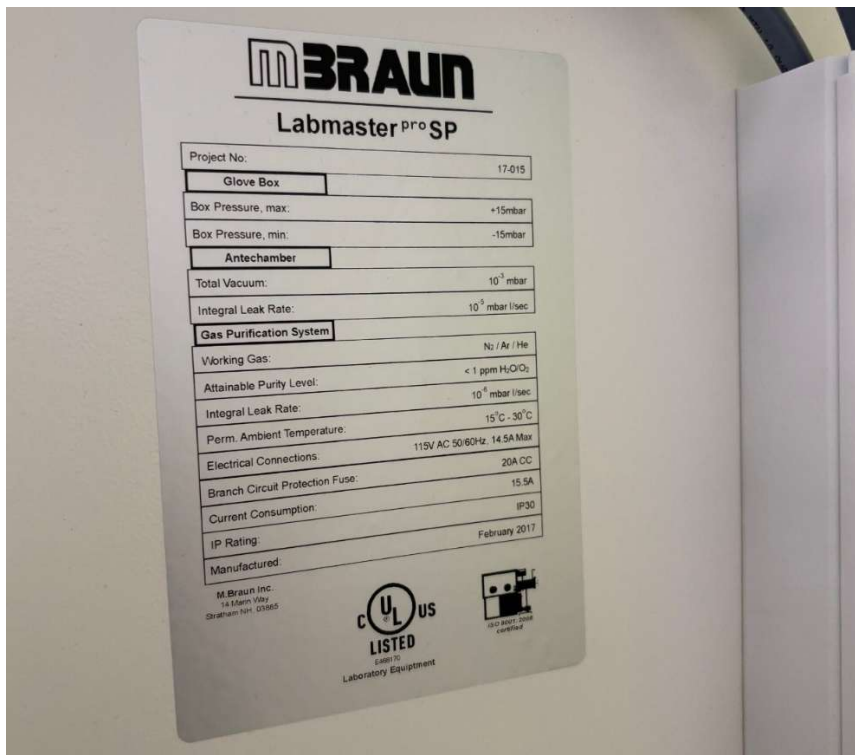 mBRAUN
Labmaster pro SP
Project No: 17-015
Glove Box
Box Pressure, max: +15mbar
Box Pressure, min: -15mbar
Antechamber
Total Vacuum: 10⁻³ mbar
Integral Leak Rate: 10⁻⁵ mbar l/sec
Gas Purification System
Working Gas: N₂ / Ar / He
Attainable Purity Level: < 1 ppm H₂O/O₂
Integral Leak Rate: 10⁻⁶ mbar l/sec
Perm. Ambient Temperature: 15°C - 30°C
Electrical Connections: 115V AC 50/60Hz, 14.5A Max
Branch Circuit Protection Fuse: 20A CC
Current Consumption: 15.5A
IP Rating: IP30
Manufactured: February 2017
M.Braun Inc.
14 Marin Way
Stratham NH, 03885
C UL US
®
LISTED
Laboratory Equiptment
ISO 9001: 2008
certified